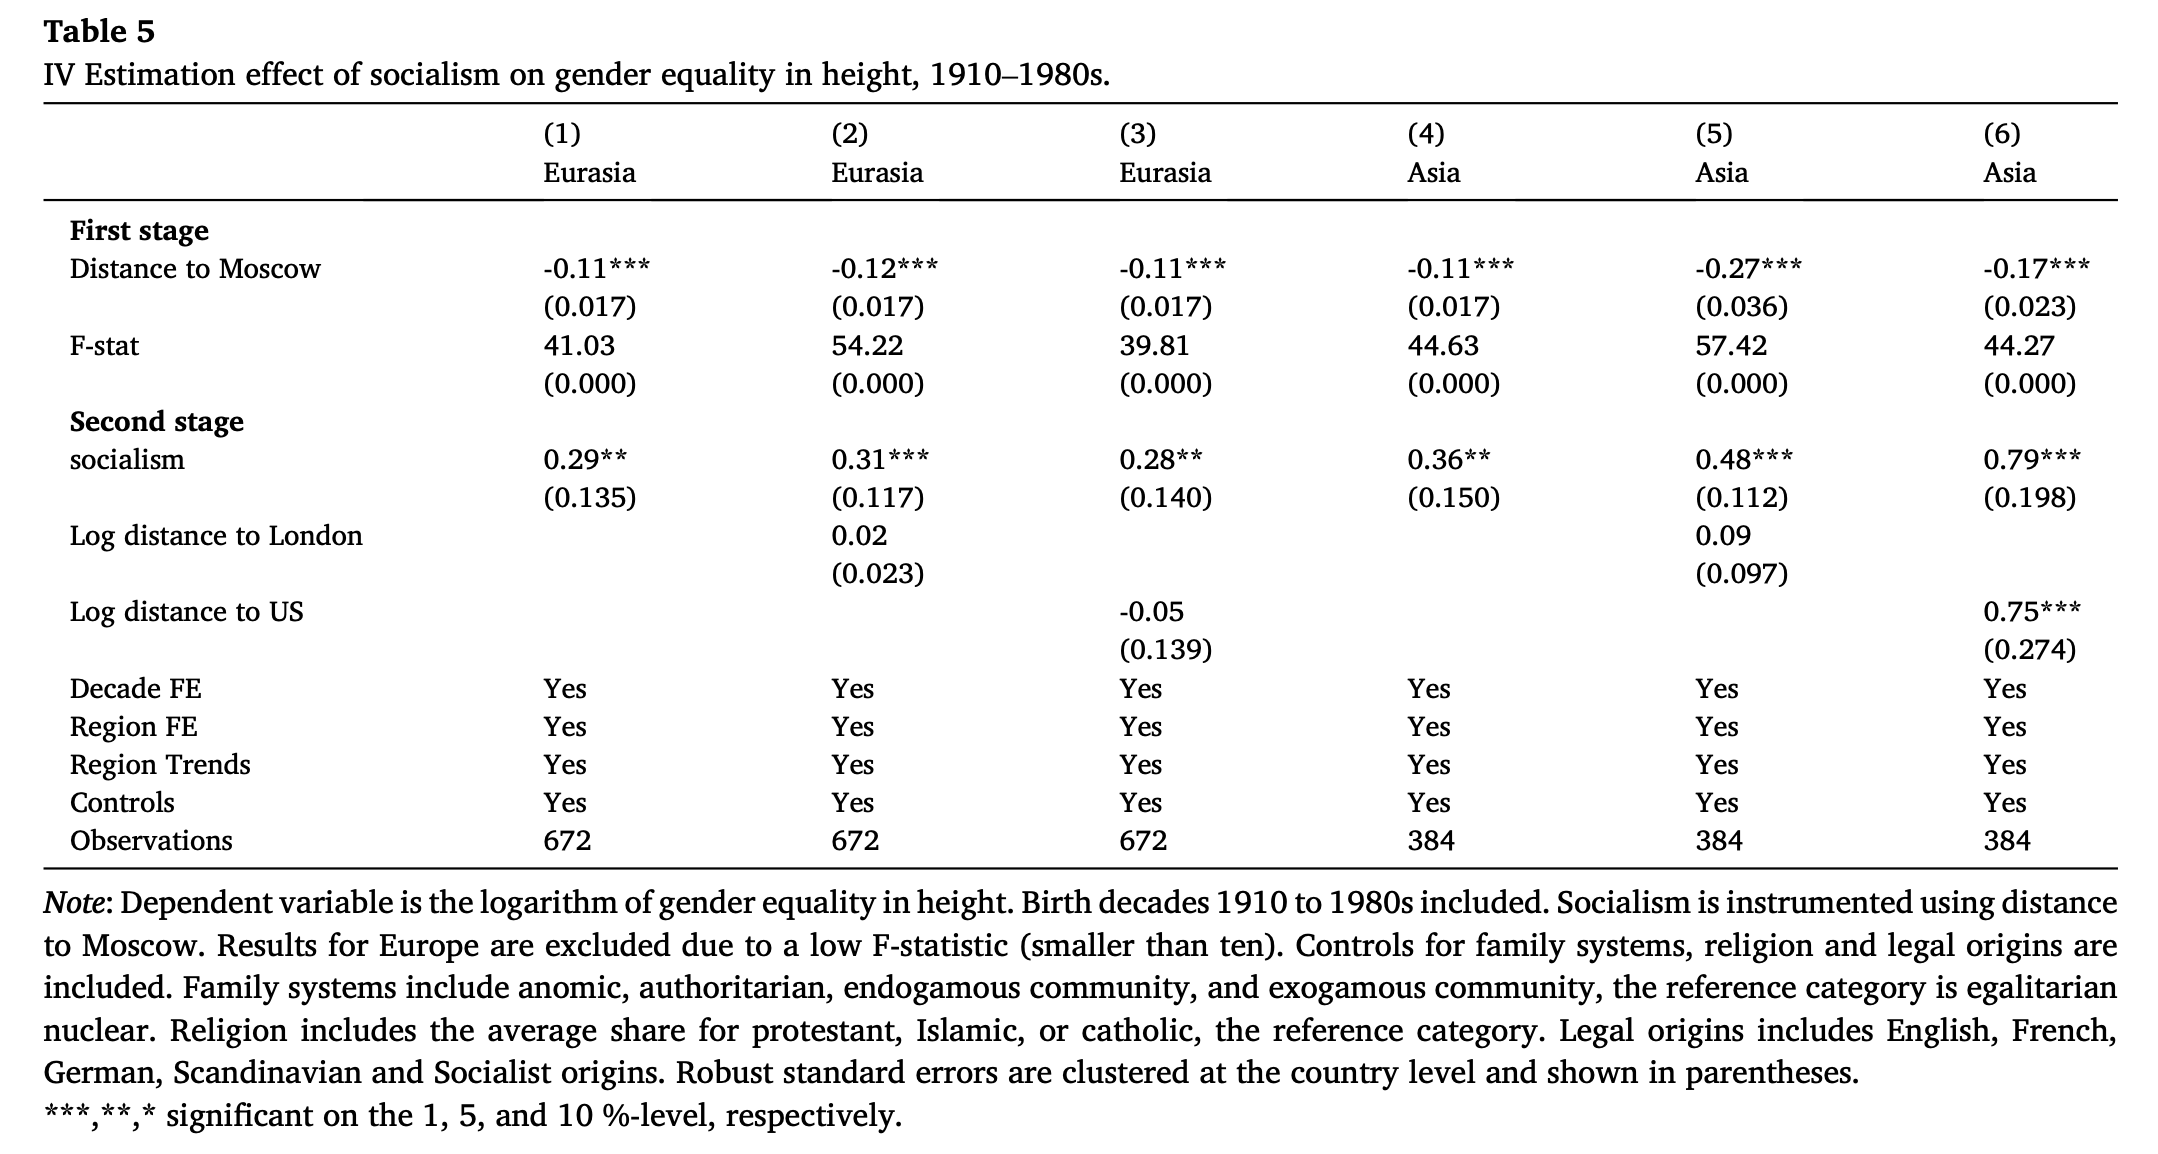 Table 5
IV Estimation effect of socialism on gender equality in height, 1910–1980s.
(1) (2) (3) (4) (5) (6)
Eurasia Eurasia Eurasia Asia Asia Asia
First stage
Distance to Moscow -0.11*** -0.12*** -0.11*** -0.11*** -0.27*** -0.17***
(0.017) (0.017) (0.017) (0.017) (0.036) (0.023)
F-stat 41.03 54.22 39.81 44.63 57.42 44.27
(0.000) (0.000) (0.000) (0.000) (0.000) (0.000)
Second stage
socialism 0.29** 0.31*** 0.28** 0.36** 0.48*** 0.79***
(0.135) (0.117) (0.140) (0.150) (0.112) (0.198)
Log distance to London 0.02 0.09
(0.023) (0.097)
Log distance to US -0.05 0.75***
(0.139) (0.274)
Decade FE Yes Yes Yes Yes Yes Yes
Region FE Yes Yes Yes Yes Yes Yes
Region Trends Yes Yes Yes Yes Yes Yes
Controls Yes Yes Yes Yes Yes Yes
Observations 672 672 672 384 384 384
Note: Dependent variable is the logarithm of gender equality in height. Birth decades 1910 to 1980s included. Socialism is instrumented using distance
to Moscow. Results for Europe are excluded due to a low F-statistic (smaller than ten). Controls for family systems, religion and legal origins are
included. Family systems include anomic, authoritarian, endogamous community, and exogamous community, the reference category is egalitarian
nuclear. Religion includes the average share for protestant, Islamic, or catholic, the reference category. Legal origins includes English, French,
German, Scandinavian and Socialist origins. Robust standard errors are clustered at the country level and shown in parentheses.
***,**,* significant on the 1, 5, and 10 %-level, respectively.